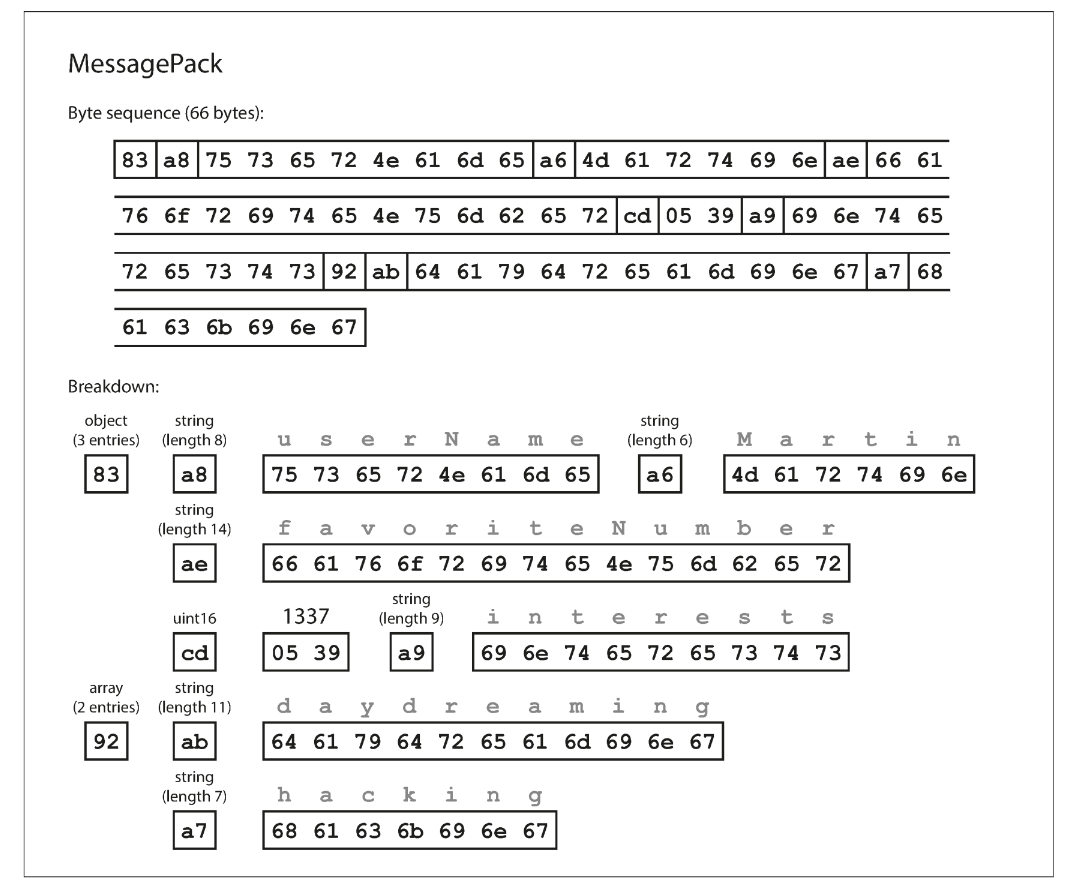 MessagePack
Byte sequence (66 bytes):
83 a8 75 73 65 72 4e 61 6d 65 a6 4d 61 72 74 69 6e ae 66 61
76 6f 72 69 74 65 4e 75 6d 62 65 72 cd 05 39 a9 69 6e 74 65
72 65 73 74 73 92 ab 64 61 79 64 72 65 61 6d 69 6e 67 a7 68
61 63 6b 69 6e 67
Breakdown:
object string string
(3 entries) (length 8) u s e r N a m e (length 6) M a r t i n
83 a8 75 73 65 72 4e 61 6d 65 a6 4d 61 72 74 69 6e
string
(length 14) f a v o r i t e N u m b e r
ae 66 61 76 6f 72 69 74 65 4e 75 6d 62 65 72
string
uint16 1337 (length 9) i n t e r e s t s
cd 05 39 a9 69 6e 74 65 72 65 73 74 73
array string
(2 entries) (length 11) d a y d r e a m i n g
92 ab 64 61 79 64 72 65 61 6d 69 6e 67
string
(length 7) h a c k i n g
a7 68 61 63 6b 69 6e 67